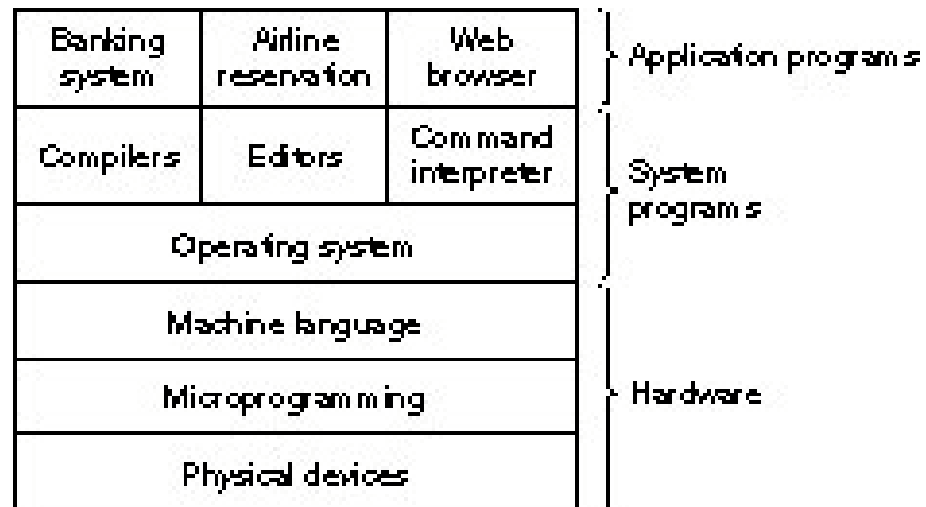 Banking
system
Airline
reservation
Web
browser
Application programs
Compilers
Editors
Command
interpreter
System
programs
Operating system
Machine language
Microprogramming
Hardware
Physical devices